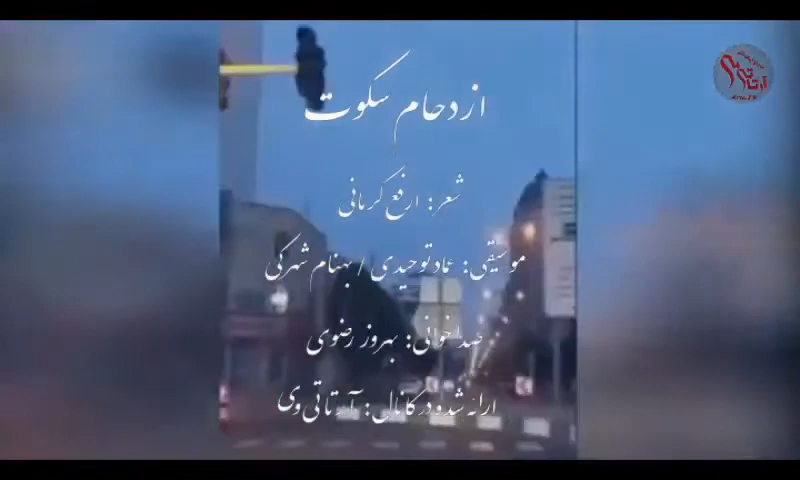 ازدحام سکوت
شعر: ارفع کرمانی
موسیقی: عماد توحیدی / بهنام شهرکی
صداخوانی: بهروز رضوی
ارائه شده در کانال: آرتا تی وی